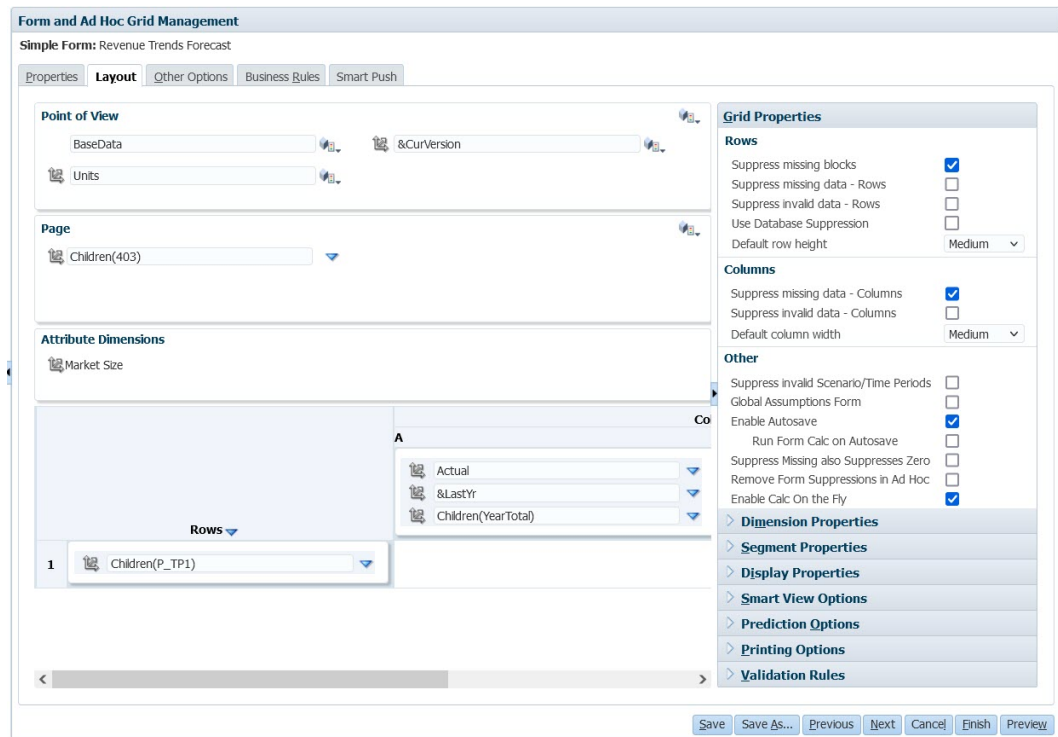 Form and Ad Hoc Grid Management
Simple Form: Revenue Trends Forecast
Properties Layout Other Options Business Rules Smart Push
Point of View
BaseData &CurVersion
Units
Page
Children(403)
Attribute Dimensions
Market Size
Co
A
Actual
&LastYr
Children(YearTotal)
Rows
1 Children(P_TP1)
Grid Properties
Rows
Suppress missing blocks
Suppress missing data - Rows
Suppress invalid data - Rows
Use Database Suppression
Default row height Medium
Columns
Suppress missing data - Columns
Suppress invalid data - Columns
Default column width Medium
Other
Suppress invalid Scenario/Time Periods
Global Assumptions Form
Enable Autosave
Run Form Calc on Autosave
Suppress Missing also Suppresses Zero
Remove Form Suppressions in Ad Hoc
Enable Calc On the Fly
Dimension Properties
Segment Properties
Display Properties
Smart View Options
Prediction Options
Printing Options
Validation Rules
Save Save As... Previous Next Cancel Finish Preview